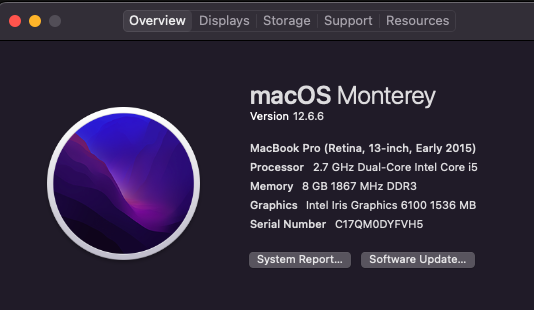 Overview Displays Storage Support Resources
macOS Monterey
Version 12.6.6
MacBook Pro (Retina, 13-inch, Early 2015)
Processor 2.7 GHz Dual-Core Intel Core i5
Memory 8 GB 1867 MHz DDR3
Graphics Intel Iris Graphics 6100 1536 MB
Serial Number C17QM0DYFVH5
System Report... Software Update...